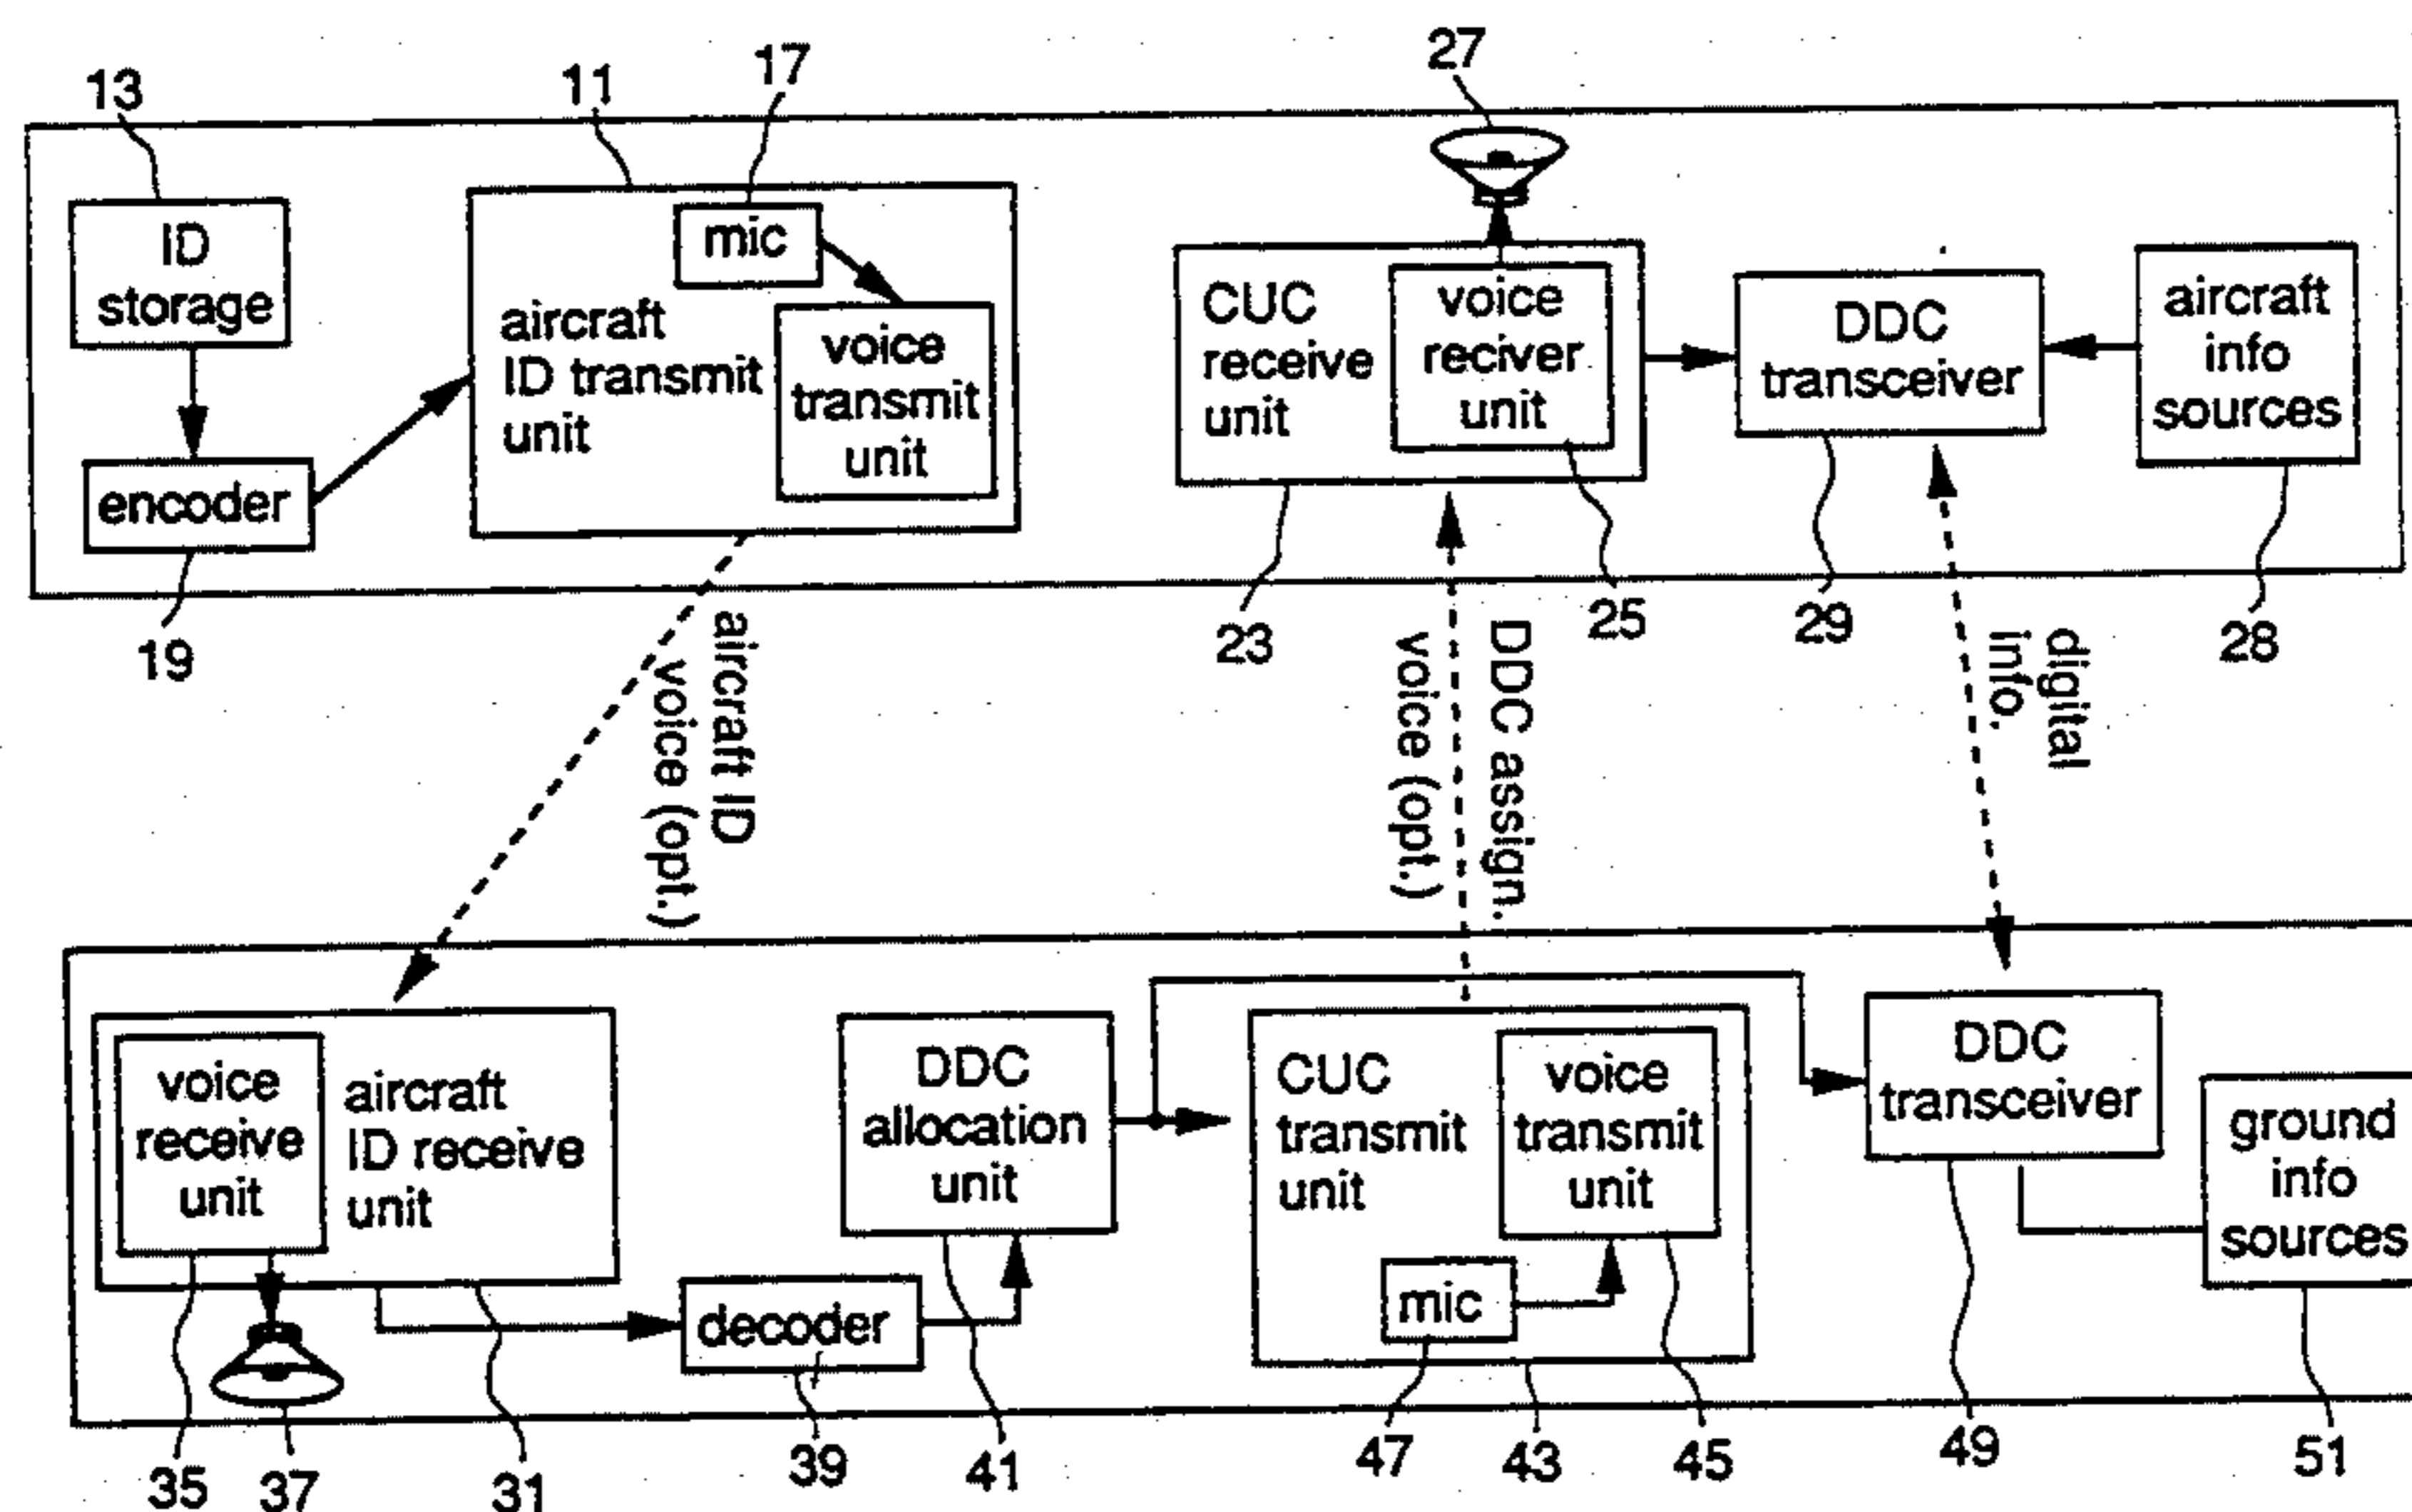 13
11
17
27
ID
storage
mic
aircraft
ID transmit
unit
voice
transmit
unit
CUC
receive
unit
voice
reciver
unit
DDC
transceiver
aircraft
info
sources
encoder
19
23
25
29
28
aircraft ID
voice (opt.)
DDC assign.
voice (opt.)
digital
info.
voice
receive
unit
aircraft
ID receive
unit
DDC
allocation
unit
CUC
transmit
unit
voice
transmit
unit
DDC
transceiver
ground
info
sources
decoder
mic
35
37
31
39
41
47
43
45
49
51